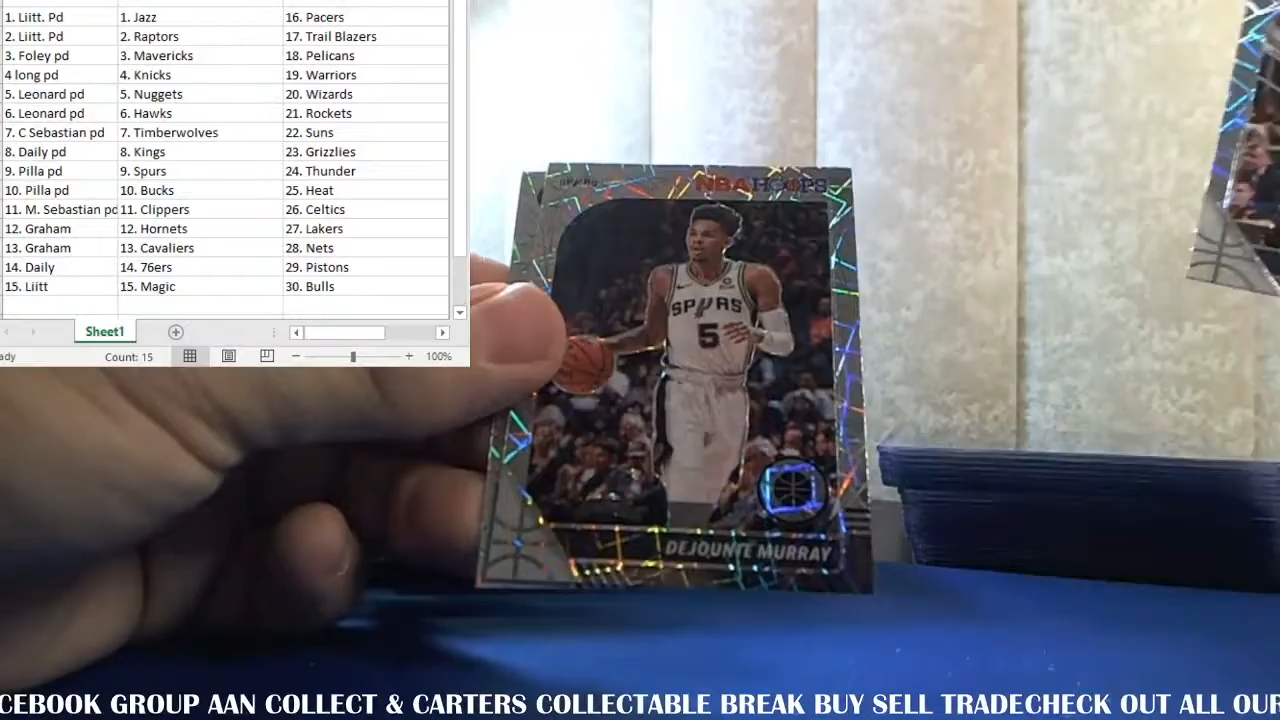 1. Liitt. Pd 1. Jazz 16. Pacers
2. Liitt. Pd 2. Raptors 17. Trail Blazers
3. Foley pd 3. Mavericks 18. Pelicans
4 long pd 4. Knicks 19. Warriors
5. Leonard pd 5. Nuggets 20. Wizards
6. Leonard pd 6. Hawks 21. Rockets
7. C Sebastian pd 7. Timberwolves 22. Suns
8. Daily pd 8. Kings 23. Grizzlies
9. Pilla pd 9. Spurs 24. Thunder
10. Pilla pd 10. Bucks 25. Heat
11. M. Sebastian pd 11. Clippers 26. Celtics
12. Graham 12. Hornets 27. Lakers
13. Graham 13. Cavaliers 28. Nets
14. Daily 14. 76ers 29. Pistons
15. Liitt 15. Magic 30. Bulls
Sheet1
ady Count: 15 100%
NBA HOOPS
SPURS
5
DEJOUNTE MURRAY
CEBOOK GROUP AAN COLLECT & CARTERS COLLECTABLE BREAK BUY SELL TRADECHECK OUT ALL OUR